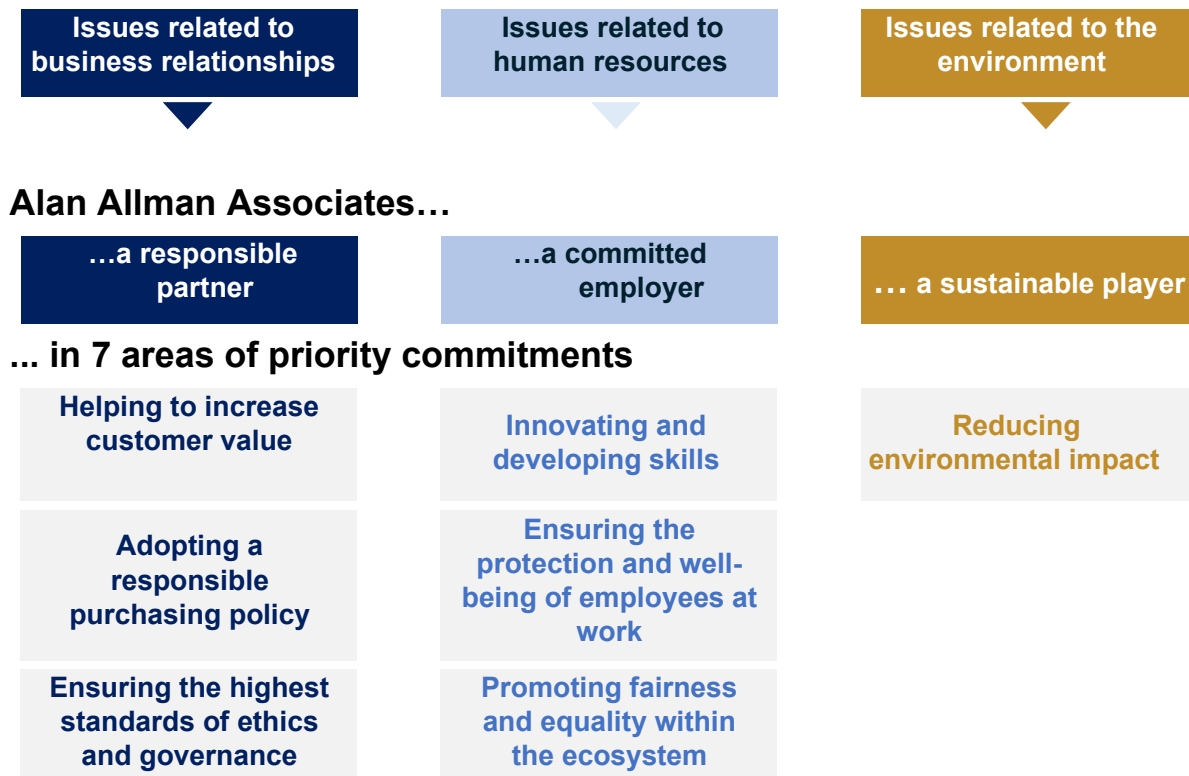 Issues related to
business relationships
Issues related to
human resources
Issues related to the
environment
Alan Allman Associates…
…a responsible
partner
…a committed
employer
… a sustainable player
... in 7 areas of priority commitments
Helping to increase
customer value
Innovating and
developing skills
Reducing
environmental impact
Adopting a
responsible
purchasing policy
Ensuring the
protection and well-
being of employees at
work
Ensuring the highest
standards of ethics
and governance
Promoting fairness
and equality within
the ecosystem